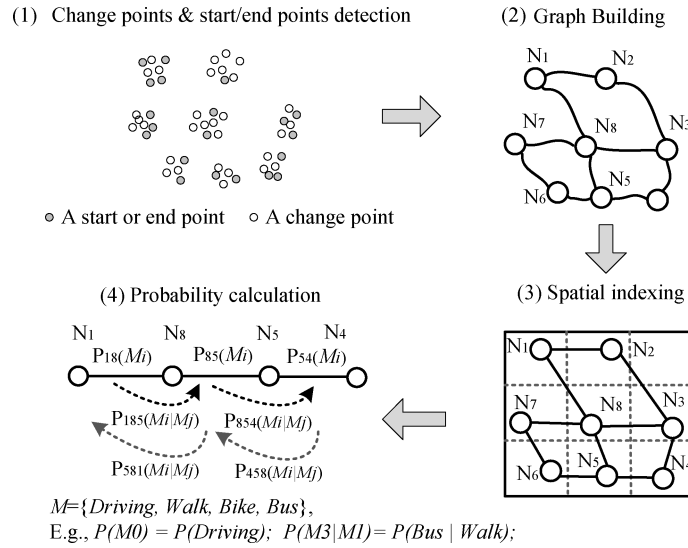 (1) Change points & start/end points detection
A start or end point
A change point
(2) Graph Building
N1
N2
N3
N7
N8
N6
N5
(3) Spatial indexing
N1
N2
N3
N7
N8
N6
N5
N4
(4) Probability calculation
N1 N8 N5 N4
P18(Mi) P85(Mi) P54(Mi)
P185(Mi|Mj) P854(Mi|Mj)
P581(Mi|Mj) P458(Mi|Mj)
M={Driving, Walk, Bike, Bus},
E.g., P(M0) = P(Driving); P(M3|M1)= P(Bus | Walk);